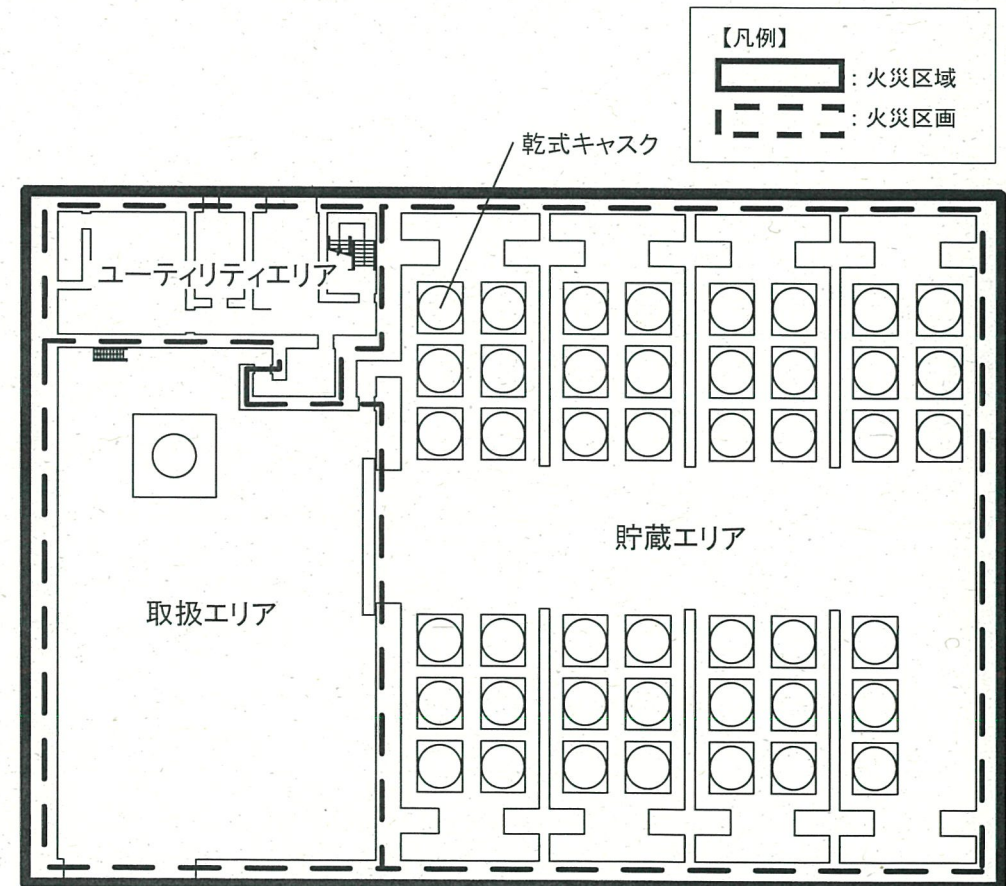 【凡例】
：火災区域
：火災区画
乾式キャスク
ユーティリティエリア
貯蔵エリア
取扱エリア